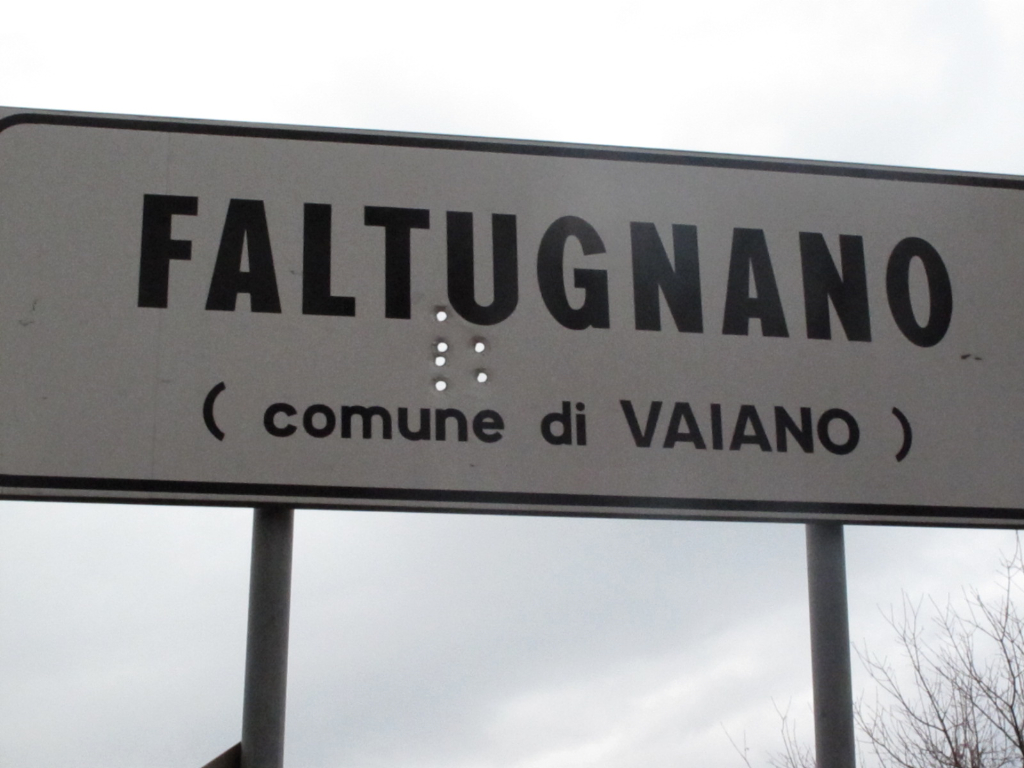 FALTUGNANO
( comune di VAIANO )